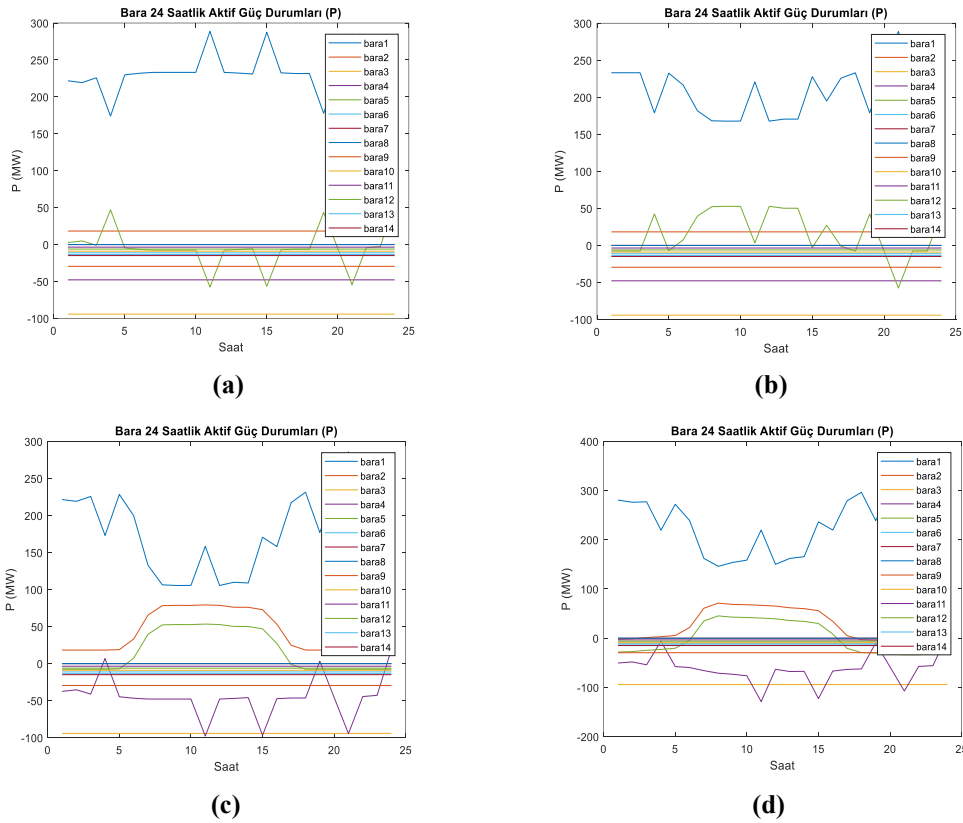 Bara 24 Saatlik Aktif Güç Durumları (P)
300
250
200
150
100
50
0
-50
-100
P (MW)
0
5
10
15
20
25
Saat
bara1
bara2
bara3
bara4
bara5
bara6
bara7
bara8
bara9
bara10
bara11
bara12
bara13
bara14
(a)
Bara 24 Saatlik Aktif Güç Durumları (P)
300
250
200
150
100
50
0
-50
-100
P (MW)
0
5
10
15
20
25
Saat
bara1
bara2
bara3
bara4
bara5
bara6
bara7
bara8
bara9
bara10
bara11
bara12
bara13
bara14
(b)
Bara 24 Saatlik Aktif Güç Durumları (P)
300
250
200
150
100
50
0
-50
-100
P (MW)
0
5
10
15
20
25
Saat
bara1
bara2
bara3
bara4
bara5
bara6
bara7
bara8
bara9
bara10
bara11
bara12
bara13
bara14
(c)
Bara 24 Saatlik Aktif Güç Durumları (P)
400
300
200
100
0
-100
-200
P (MW)
0
5
10
15
20
25
Saat
bara1
bara2
bara3
bara4
bara5
bara6
bara7
bara8
bara9
bara10
bara11
bara12
bara13
bara14
(d)